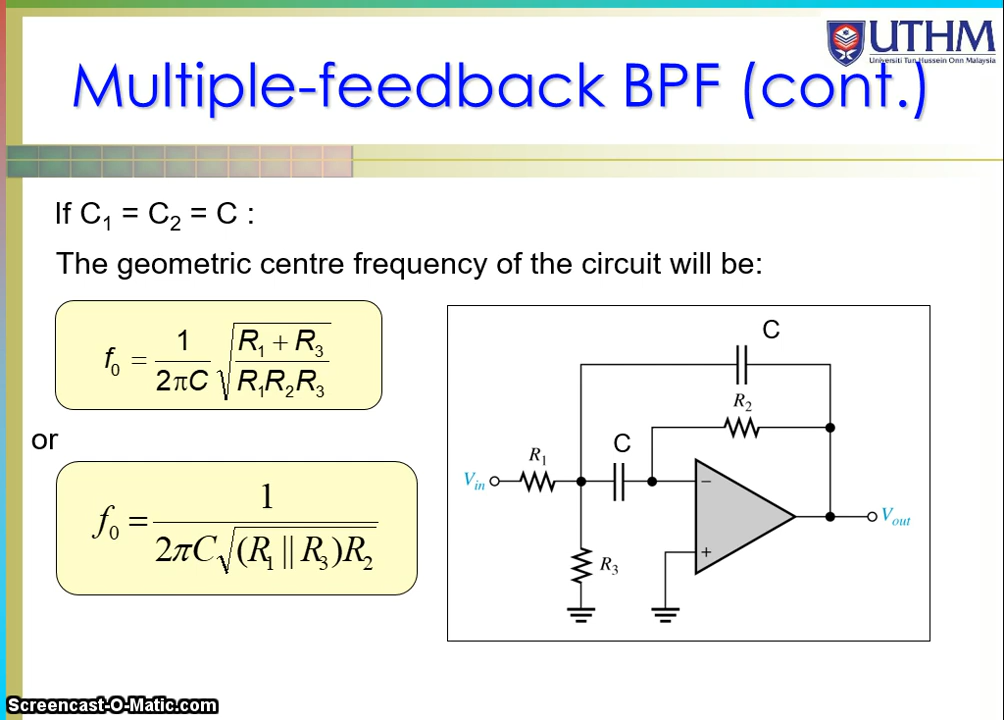 UTHM
Universiti Tun Hussein Onn Malaysia
Multiple-feedback BPF (cont.)
If C₁ = C₂ = C :
The geometric centre frequency of the circuit will be:
f₀ = 1/(2πC) √((R₁ + R₃)/(R₁R₂R₃))
or
f₀ = 1/(2πC√((R₁ || R₃)R₂))
C
R₂
C
R₁
Vin
−
+
Vout
R₃
Screencast-O-Matic.com